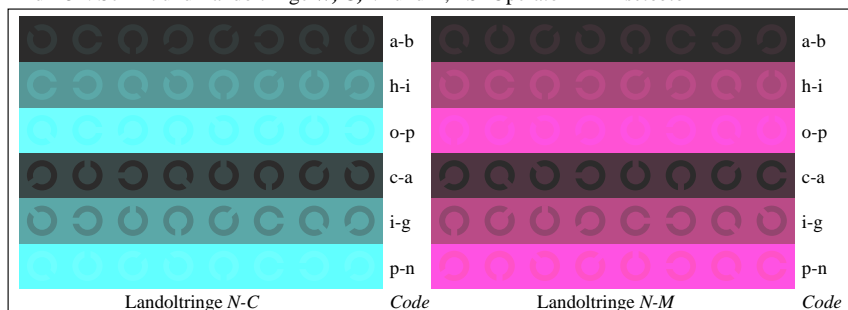 a-b a-b
h-i h-i
o-p o-p
c-a c-a
i-g i-g
p-n p-n
Landoltringe N-C Code Landoltringe N-M Code